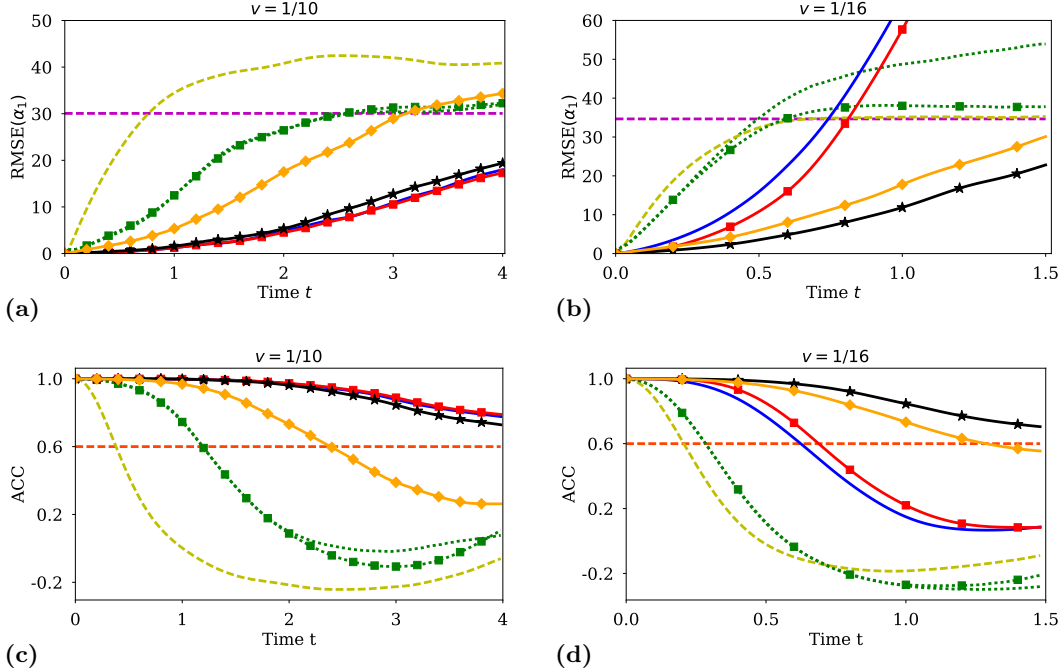 ν = 1/10
RMSE(α₁)
50
40
30
20
10
0
0 1 2 3 4
Time t
(a)
ν = 1/16
RMSE(α₁)
60
50
40
30
20
10
0
0.0 0.5 1.0 1.5
Time t
(b)
ν = 1/10
ACC
1.0
0.6
0.2
-0.2
0 1 2 3 4
Time t
(c)
ν = 1/16
ACC
1.0
0.6
0.2
-0.2
0.0 0.5 1.0 1.5
Time t
(d)